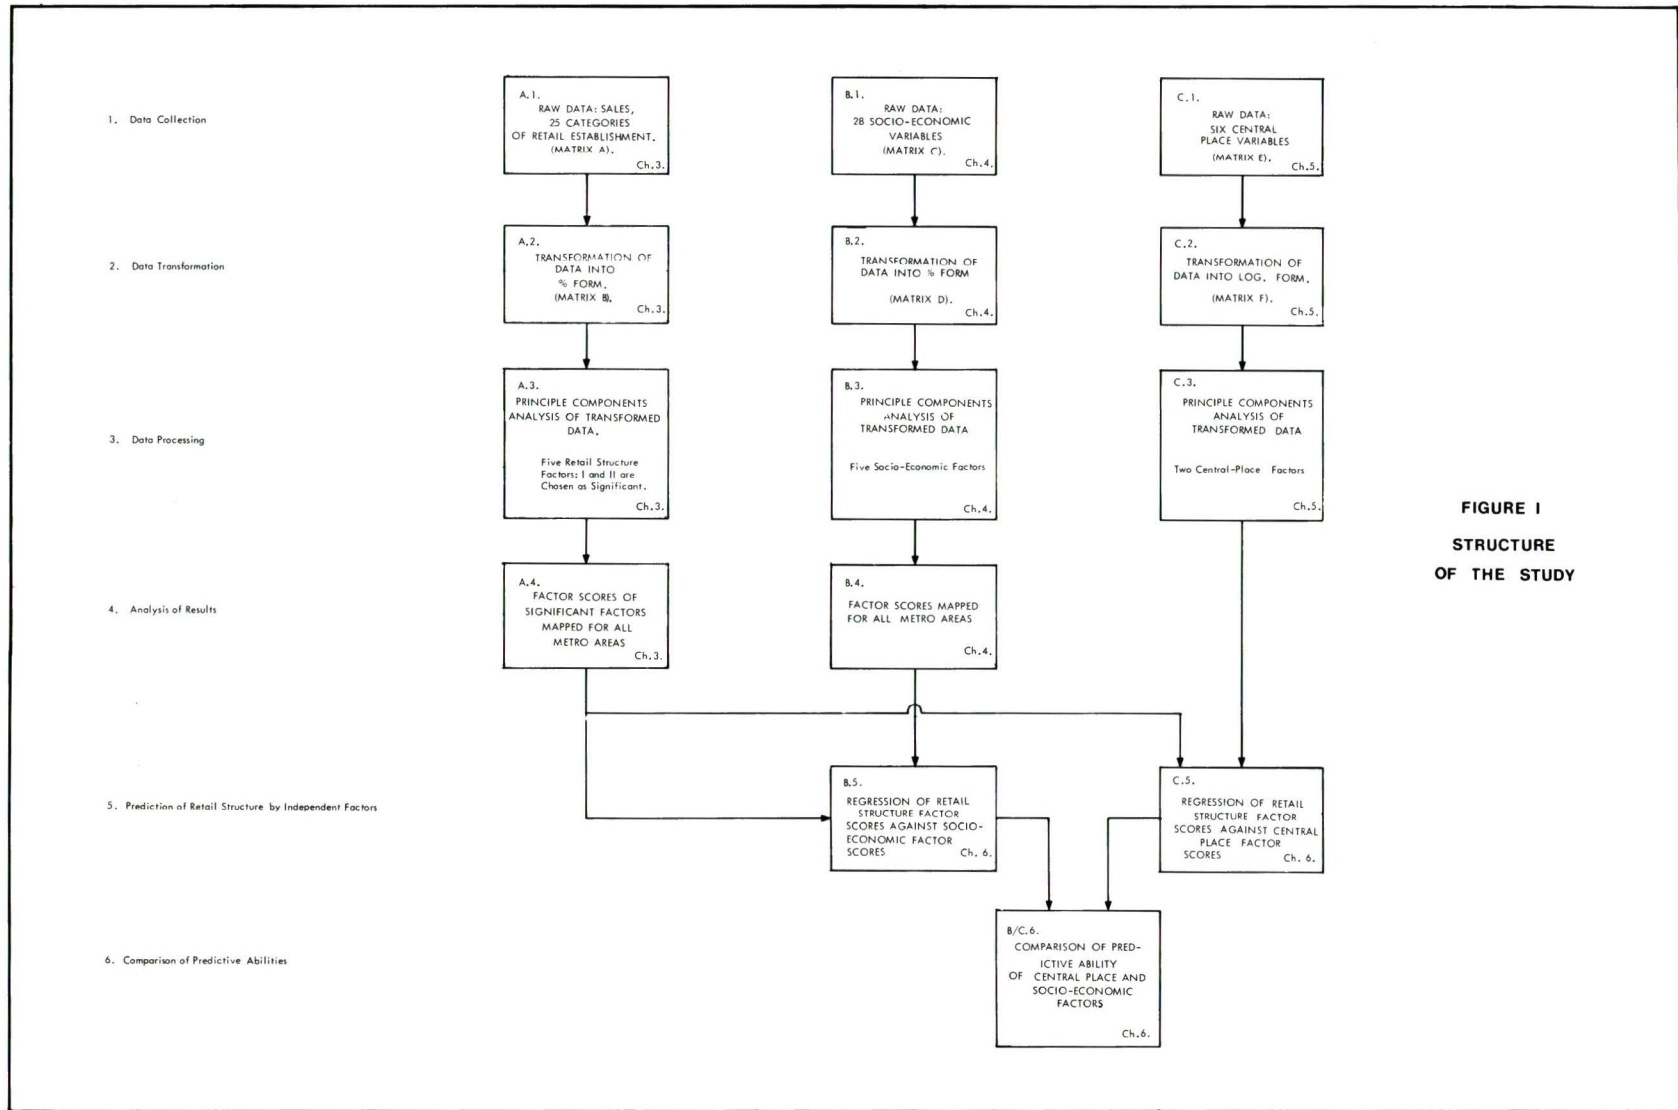 1. Data Collection
A.1.
RAW DATA: SALES,
25 CATEGORIES
OF RETAIL ESTABLISHMENT.
(MATRIX A).
Ch.3.
B.1.
RAW DATA:
28 SOCIO-ECONOMIC
VARIABLES
(MATRIX C).
Ch.4.
C.1.
RAW DATA:
SIX CENTRAL
PLACE VARIABLES
(MATRIX E).
Ch.5.
2. Data Transformation
A.2.
TRANSFORMATION OF
DATA INTO
% FORM.
(MATRIX B).
Ch.3.
B.2.
TRANSFORMATION OF
DATA INTO % FORM
(MATRIX D).
Ch.4.
C.2.
TRANSFORMATION OF
DATA INTO LOG. FORM.
(MATRIX F).
Ch.5.
3. Data Processing
A.3.
PRINCIPLE COMPONENTS
ANALYSIS OF TRANSFORMED
DATA.
Five Retail Structure
Factors: I and II are
Chosen as Significant.
Ch.3.
B.3.
PRINCIPLE COMPONENTS
ANALYSIS OF
TRANSFORMED DATA
Five Socio-Economic Factors
Ch.4.
C.3.
PRINCIPLE COMPONENTS
ANALYSIS OF
TRANSFORMED DATA
Two Central-Place Factors
Ch.5.
4. Analysis of Results
A.4.
FACTOR SCORES OF
SIGNIFICANT FACTORS
MAPPED FOR ALL
METRO AREAS
Ch.3.
B.4.
FACTOR SCORES MAPPED
FOR ALL METRO AREAS
Ch.4.
5. Prediction of Retail Structure by Independent Factors
B.5.
REGRESSION OF RETAIL
STRUCTURE FACTOR
SCORES AGAINST SOCIO-
ECONOMIC FACTOR
SCORES Ch. 6.
C.5.
REGRESSION OF RETAIL
STRUCTURE FACTOR
SCORES AGAINST CENTRAL
PLACE FACTOR
SCORES Ch. 6.
6. Comparison of Predictive Abilities
B/C.6.
COMPARISON OF PRED-
ICTIVE ABILITY
OF CENTRAL PLACE AND
SOCIO-ECONOMIC
FACTORS
Ch.6.
FIGURE I
STRUCTURE
OF THE STUDY